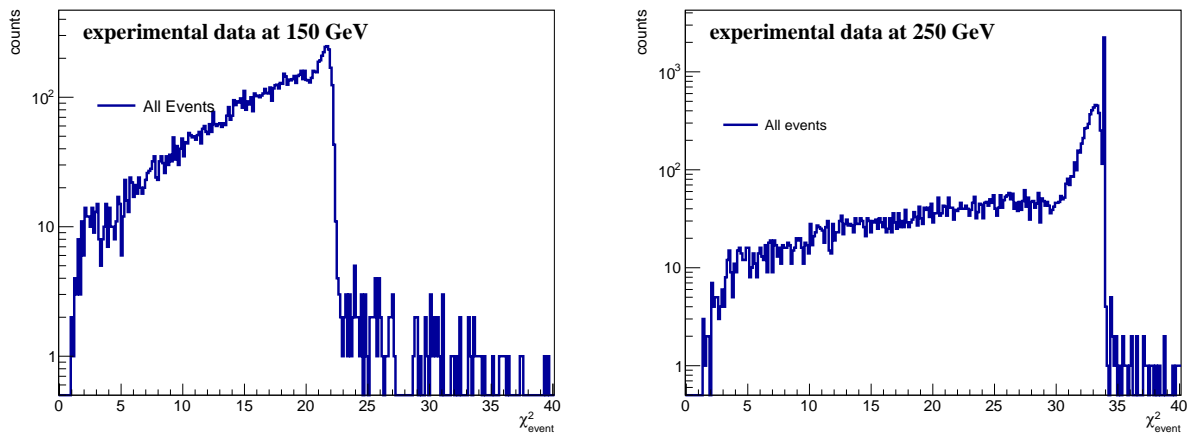 counts
experimental data at 150 GeV
10²
All Events
10
1
0 5 10 15 20 25 30 35 40
χ²event
counts
experimental data at 250 GeV
10³
All events
10²
10
1
0 5 10 15 20 25 30 35 40
χ²event